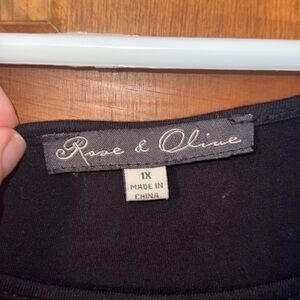 Rose & Olive
1X
MADE IN
CHINA